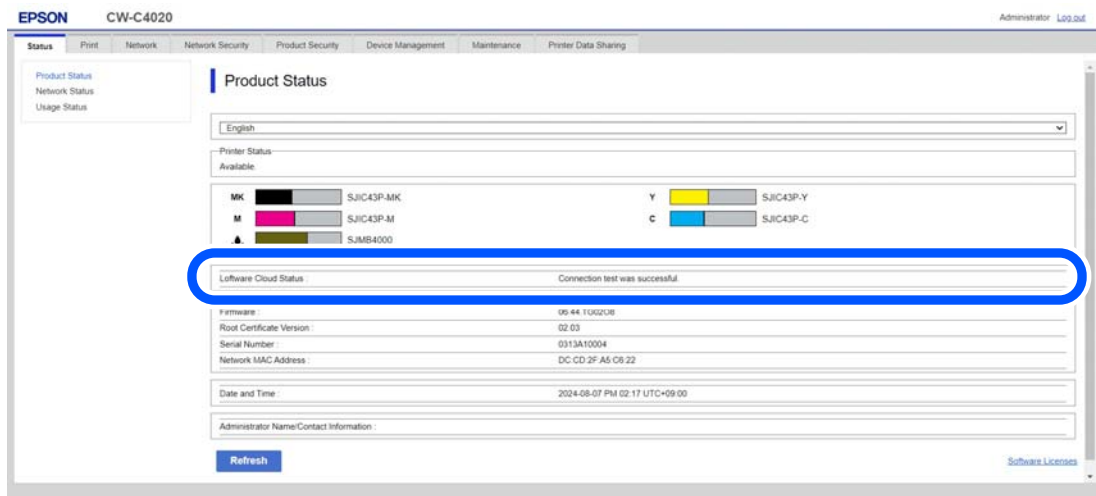 EPSON CW-C4020 Administrator Log out
Status Print Network Network Security Product Security Device Management Maintenance Printer Data Sharing
Product Status
Network Status
Usage Status
Product Status
English
Printer Status
Available.
MK SJIC43P-MK Y SJIC43P-Y
M SJIC43P-M C SJIC43P-C
SJMB4000
Loftware Cloud Status : Connection test was successful.
Firmware : 06.44.TO02O8
Root Certificate Version : 02.03
Serial Number : 0313A10004
Network MAC Address : DC:CD:2F:A5:C6:22
Date and Time : 2024-08-07 PM 02:17 UTC+09:00
Administrator Name/Contact Information :
Refresh Software Licenses